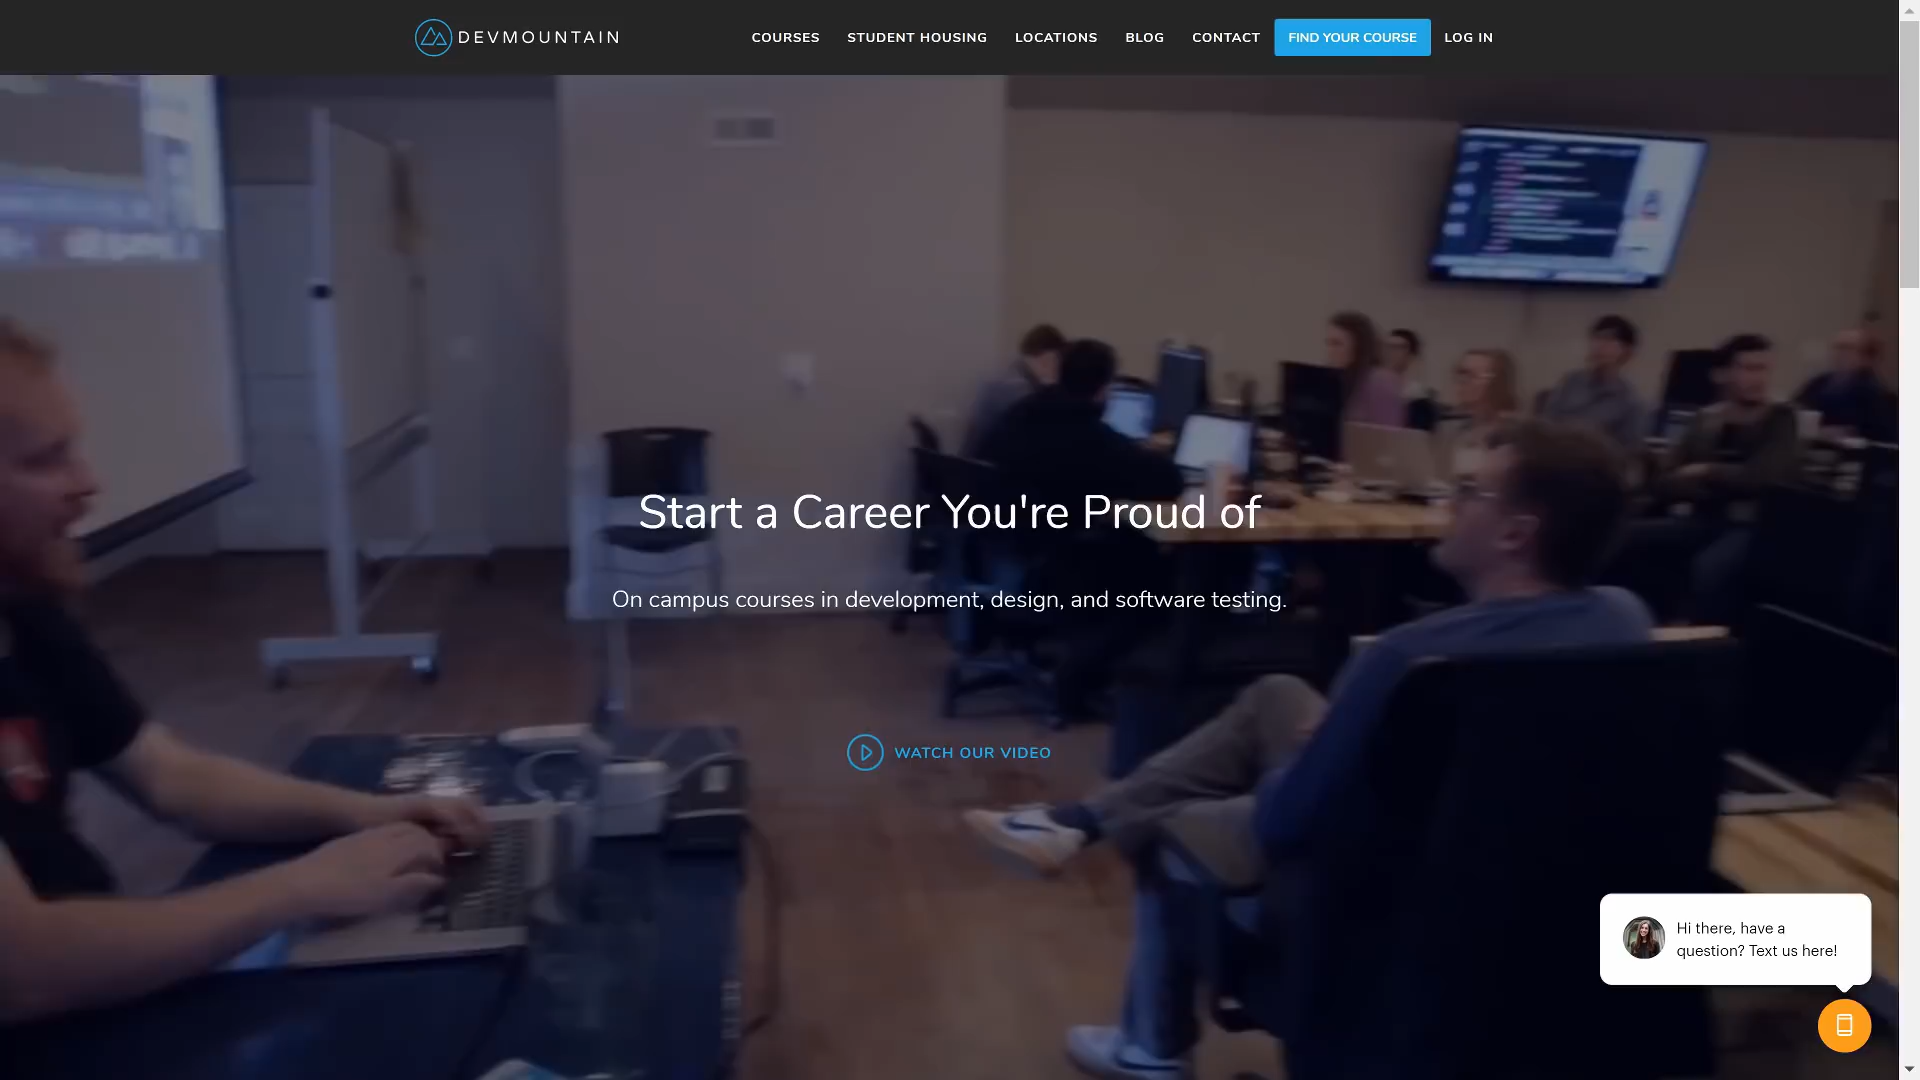 DEVMOUNTAIN
COURSES STUDENT HOUSING LOCATIONS BLOG CONTACT FIND YOUR COURSE LOG IN
Start a Career You're Proud of
On campus courses in development, design, and software testing.
WATCH OUR VIDEO
Hi there, have a
question? Text us here!